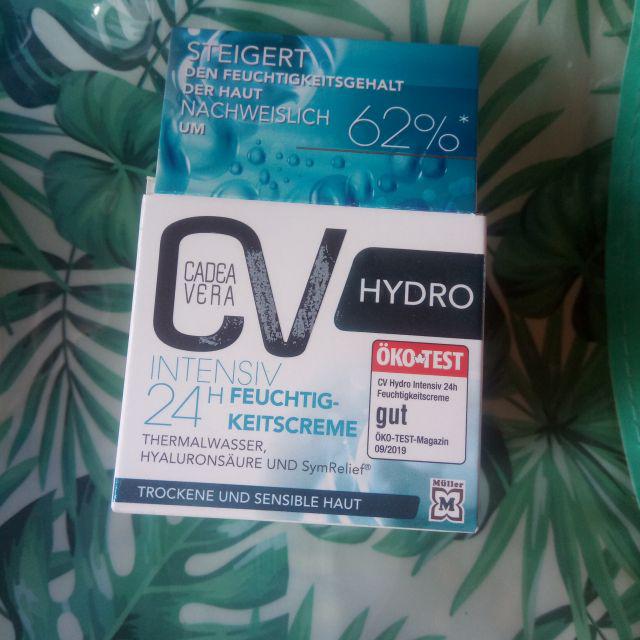 STEIGERT
DEN FEUCHTIGKEITSGEHALT
DER HAUT
NACHWEISLICH
UM
62%*
CV
CADEA
VERA
HYDRO
INTENSIV
24H FEUCHTIG-
KEITSCREME
THERMALWASSER,
HYALURONSÄURE UND SymRelief®
TROCKENE UND SENSIBLE HAUT
ÖKO-TEST
CV Hydro Intensiv 24h
Feuchtigkeitscreme
gut
ÖKO-TEST-Magazin
09/2019
Müller
M